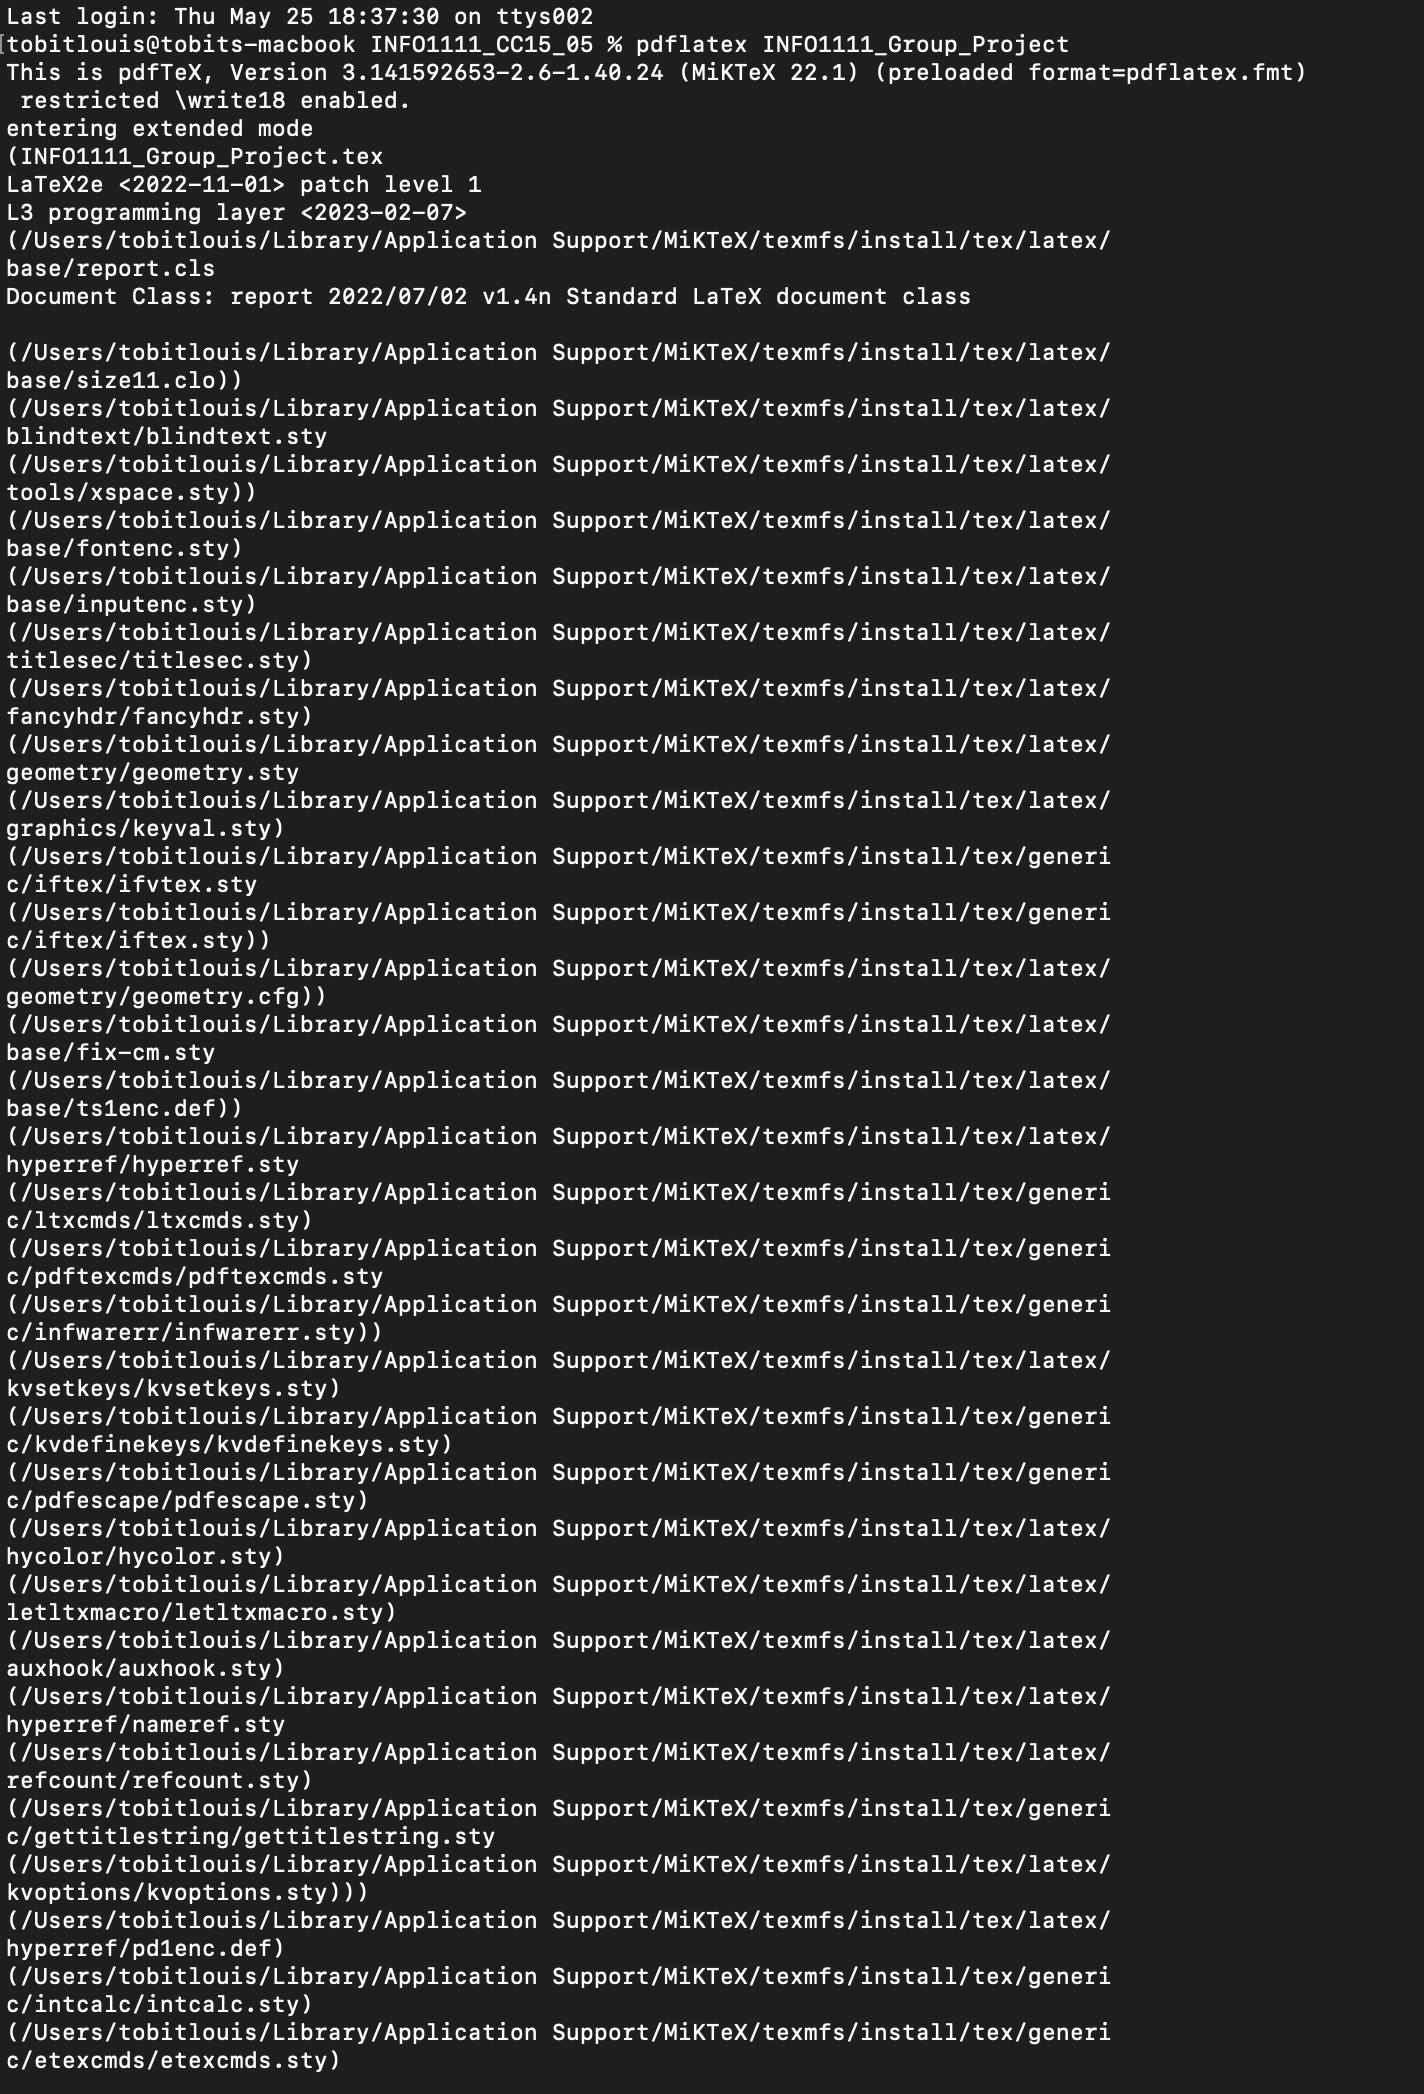 Last login: Thu May 25 18:37:30 on ttys002
[tobitlouis@tobits-macbook INFO1111_CC15_05 % pdflatex INFO1111_Group_Project
This is pdfTeX, Version 3.141592653-2.6-1.40.24 (MiKTeX 22.1) (preloaded format=pdflatex.fmt)
 restricted \write18 enabled.
entering extended mode
(INFO1111_Group_Project.tex
LaTeX2e <2022-11-01> patch level 1
L3 programming layer <2023-02-07>
(/Users/tobitlouis/Library/Application Support/MiKTeX/texmfs/install/tex/latex/
base/report.cls
Document Class: report 2022/07/02 v1.4n Standard LaTeX document class

(/Users/tobitlouis/Library/Application Support/MiKTeX/texmfs/install/tex/latex/
base/size11.clo))
(/Users/tobitlouis/Library/Application Support/MiKTeX/texmfs/install/tex/latex/
blindtext/blindtext.sty
(/Users/tobitlouis/Library/Application Support/MiKTeX/texmfs/install/tex/latex/
tools/xspace.sty))
(/Users/tobitlouis/Library/Application Support/MiKTeX/texmfs/install/tex/latex/
base/fontenc.sty)
(/Users/tobitlouis/Library/Application Support/MiKTeX/texmfs/install/tex/latex/
base/inputenc.sty)
(/Users/tobitlouis/Library/Application Support/MiKTeX/texmfs/install/tex/latex/
titlesec/titlesec.sty)
(/Users/tobitlouis/Library/Application Support/MiKTeX/texmfs/install/tex/latex/
fancyhdr/fancyhdr.sty)
(/Users/tobitlouis/Library/Application Support/MiKTeX/texmfs/install/tex/latex/
geometry/geometry.sty
(/Users/tobitlouis/Library/Application Support/MiKTeX/texmfs/install/tex/latex/
graphics/keyval.sty)
(/Users/tobitlouis/Library/Application Support/MiKTeX/texmfs/install/tex/generi
c/iftex/ifvtex.sty
(/Users/tobitlouis/Library/Application Support/MiKTeX/texmfs/install/tex/generi
c/iftex/iftex.sty))
(/Users/tobitlouis/Library/Application Support/MiKTeX/texmfs/install/tex/latex/
geometry/geometry.cfg))
(/Users/tobitlouis/Library/Application Support/MiKTeX/texmfs/install/tex/latex/
base/fix-cm.sty
(/Users/tobitlouis/Library/Application Support/MiKTeX/texmfs/install/tex/latex/
base/ts1enc.def))
(/Users/tobitlouis/Library/Application Support/MiKTeX/texmfs/install/tex/latex/
hyperref/hyperref.sty
(/Users/tobitlouis/Library/Application Support/MiKTeX/texmfs/install/tex/generi
c/ltxcmds/ltxcmds.sty)
(/Users/tobitlouis/Library/Application Support/MiKTeX/texmfs/install/tex/generi
c/pdftexcmds/pdftexcmds.sty
(/Users/tobitlouis/Library/Application Support/MiKTeX/texmfs/install/tex/generi
c/infwarerr/infwarerr.sty))
(/Users/tobitlouis/Library/Application Support/MiKTeX/texmfs/install/tex/latex/
kvsetkeys/kvsetkeys.sty)
(/Users/tobitlouis/Library/Application Support/MiKTeX/texmfs/install/tex/generi
c/kvdefinekeys/kvdefinekeys.sty)
(/Users/tobitlouis/Library/Application Support/MiKTeX/texmfs/install/tex/generi
c/pdfescape/pdfescape.sty)
(/Users/tobitlouis/Library/Application Support/MiKTeX/texmfs/install/tex/latex/
hycolor/hycolor.sty)
(/Users/tobitlouis/Library/Application Support/MiKTeX/texmfs/install/tex/latex/
letltxmacro/letltxmacro.sty)
(/Users/tobitlouis/Library/Application Support/MiKTeX/texmfs/install/tex/latex/
auxhook/auxhook.sty)
(/Users/tobitlouis/Library/Application Support/MiKTeX/texmfs/install/tex/latex/
hyperref/nameref.sty
(/Users/tobitlouis/Library/Application Support/MiKTeX/texmfs/install/tex/latex/
refcount/refcount.sty)
(/Users/tobitlouis/Library/Application Support/MiKTeX/texmfs/install/tex/generi
c/gettitlestring/gettitlestring.sty
(/Users/tobitlouis/Library/Application Support/MiKTeX/texmfs/install/tex/latex/
kvoptions/kvoptions.sty)))
(/Users/tobitlouis/Library/Application Support/MiKTeX/texmfs/install/tex/latex/
hyperref/pd1enc.def)
(/Users/tobitlouis/Library/Application Support/MiKTeX/texmfs/install/tex/generi
c/intcalc/intcalc.sty)
(/Users/tobitlouis/Library/Application Support/MiKTeX/texmfs/install/tex/generi
c/etexcmds/etexcmds.sty)